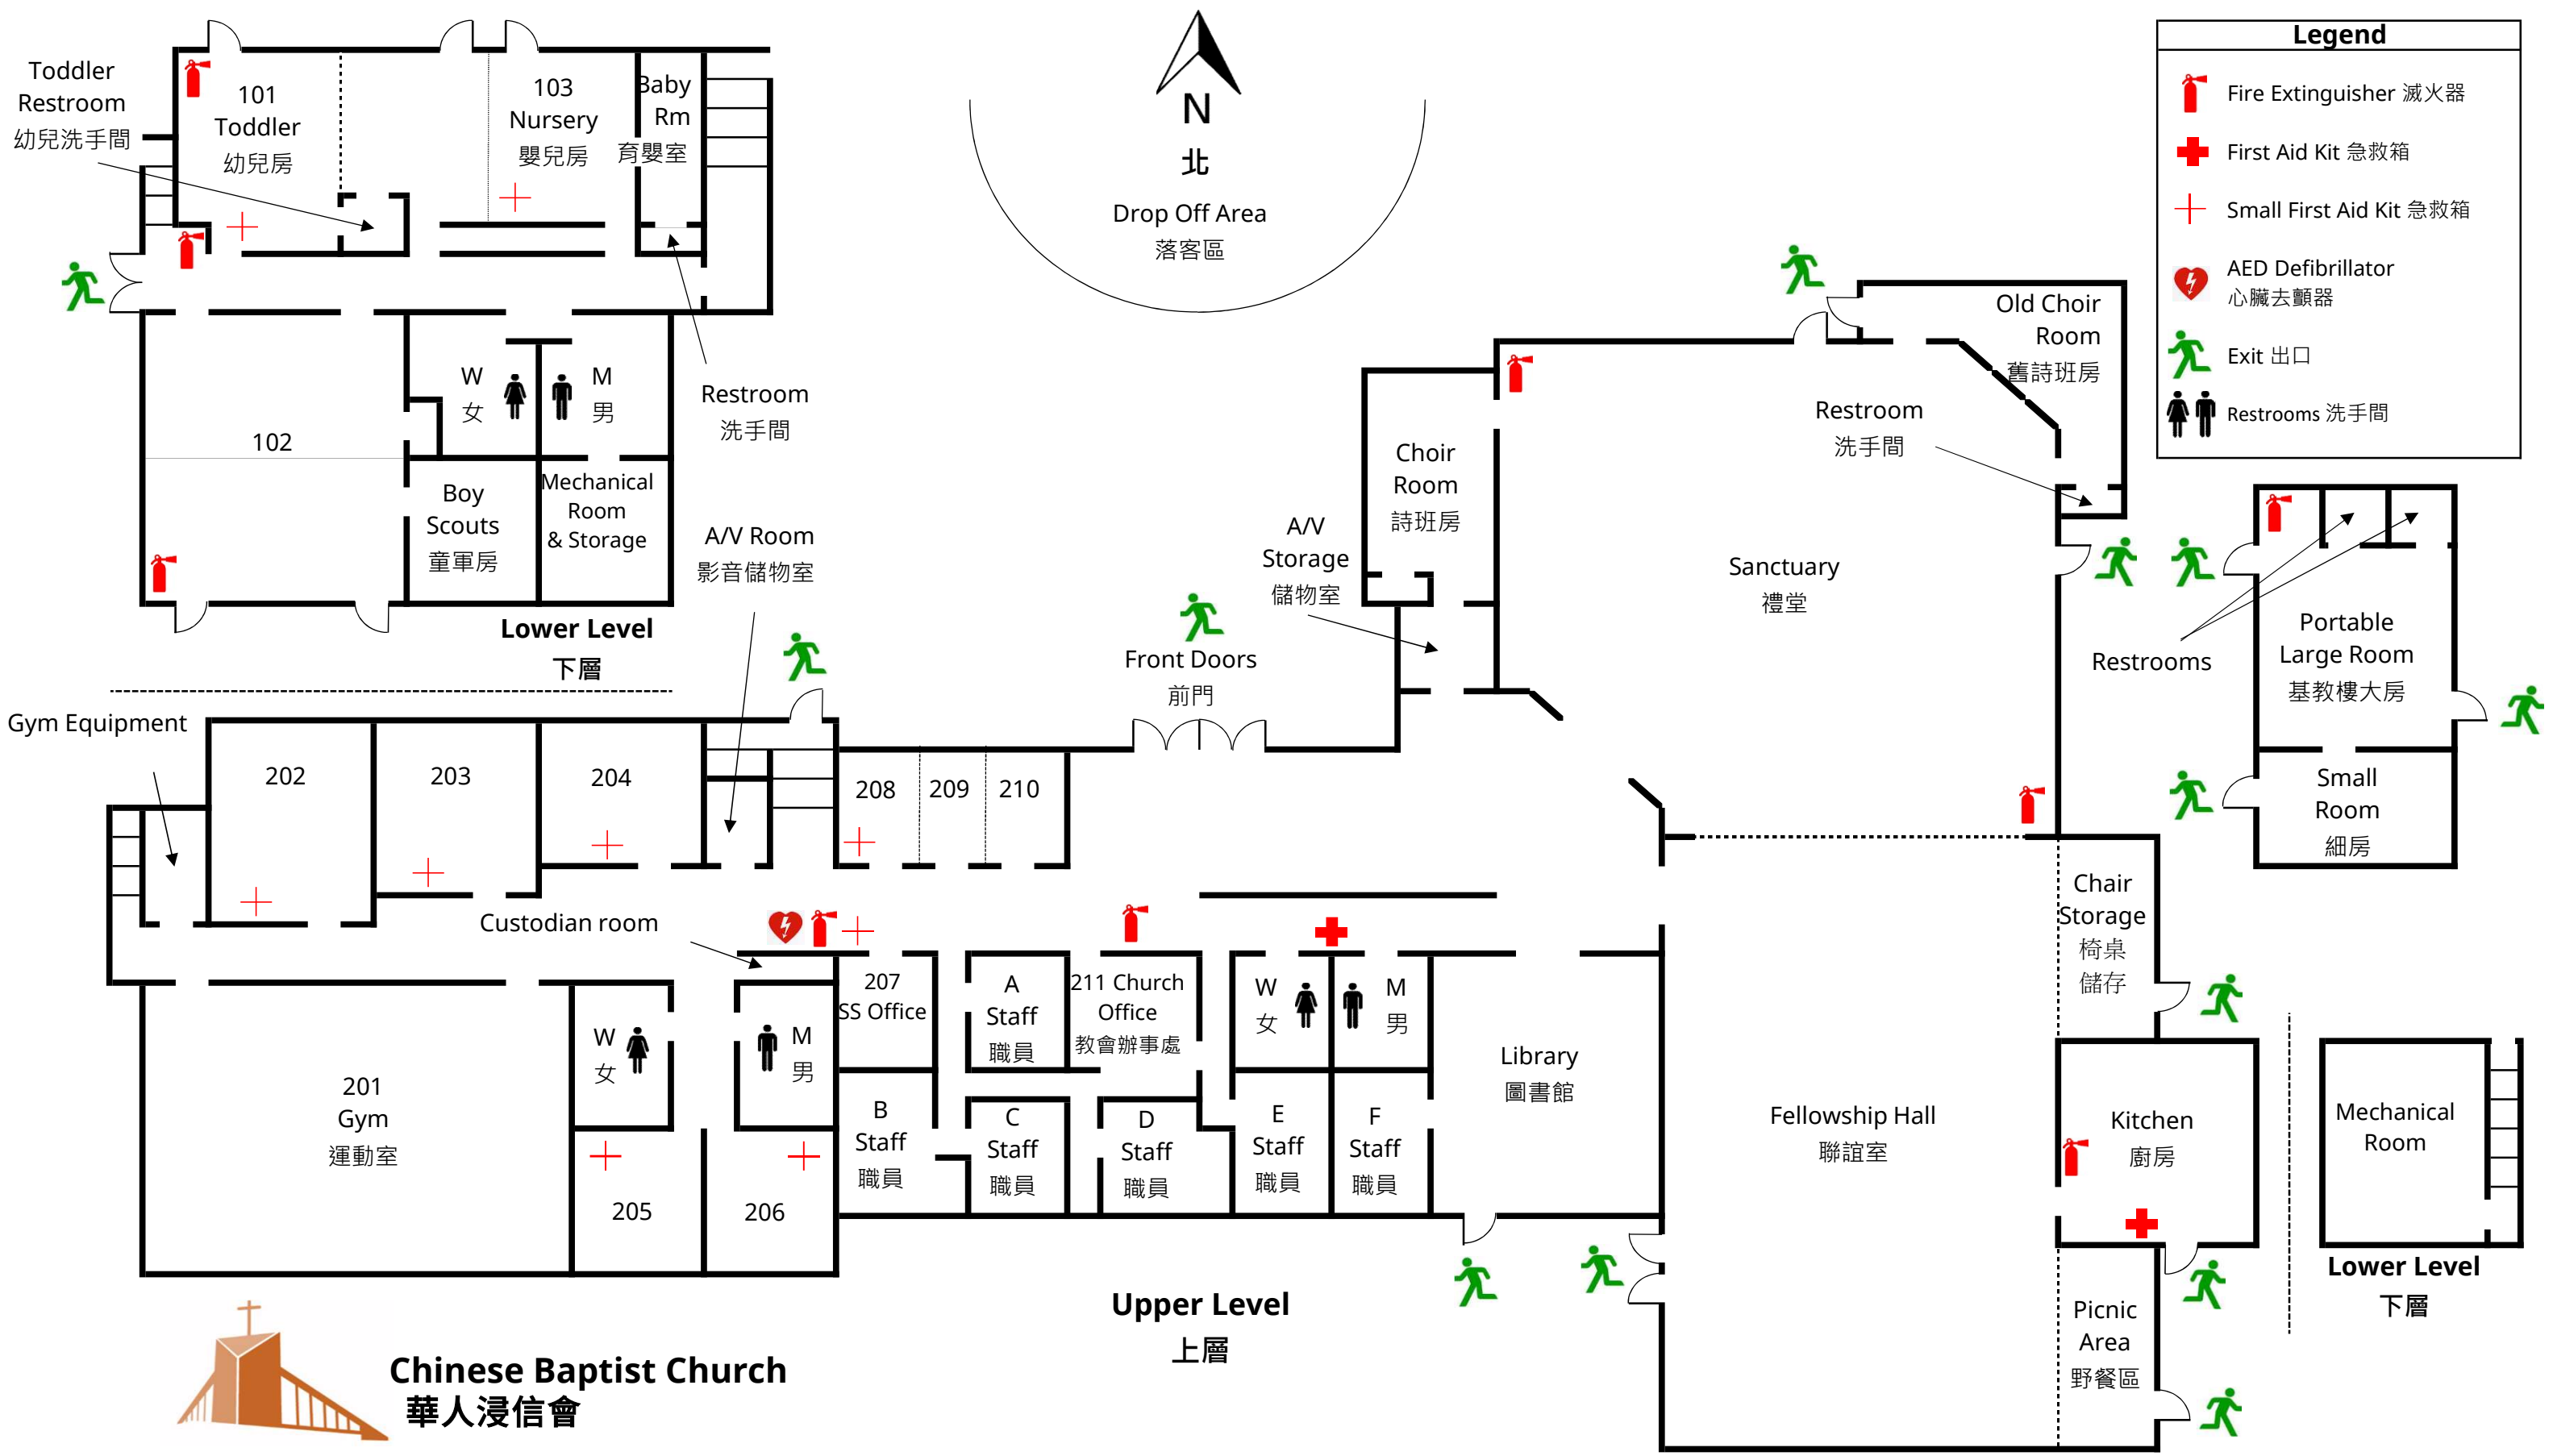 Toddler
Restroom
幼兒洗手間
101
Toddler
幼兒房
103
Nursery
嬰兒房
Baby
Rm
育嬰室
N
北
Drop Off Area
落客區
Legend
Fire Extinguisher 滅火器
First Aid Kit 急救箱
Small First Aid Kit 急救箱
AED Defibrillator
心臟去顫器
Exit 出口
Restrooms 洗手間
102
W
女
M
男
Restroom
洗手間
Boy
Scouts
童軍房
Mechanical
Room
& Storage
Lower Level
下層
A/V Room
影音儲物室
Old Choir
Room
舊詩班房
Restroom
洗手間
Choir
Room
詩班房
A/V
Storage
儲物室
Sanctuary
禮堂
Front Doors
前門
Portable
Large Room
基教樓大房
Restrooms
Small
Room
細房
Gym Equipment
202
203
204
208
209
210
Custodian room
Chair
Storage
椅桌
儲存
207
SS Office
A
Staff
職員
211 Church
Office
教會辦事處
W
女
M
男
W
女
M
男
201
Gym
運動室
205
206
B
Staff
職員
C
Staff
職員
D
Staff
職員
E
Staff
職員
F
Staff
職員
Library
圖書館
Fellowship Hall
聯誼室
Kitchen
廚房
Mechanical
Room
Lower Level
下層
Picnic
Area
野餐區
Upper Level
上層
Chinese Baptist Church
華人浸信會